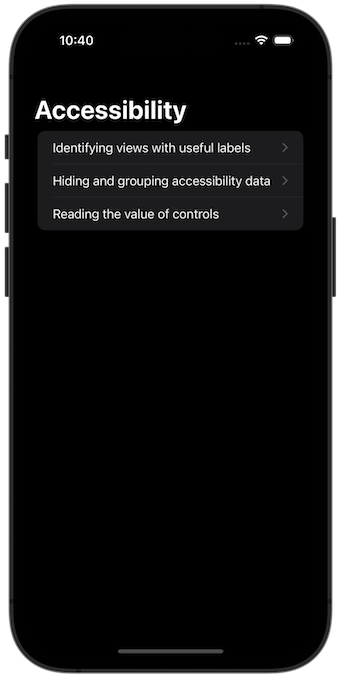 10:40
Accessibility
Identifying views with useful labels
Hiding and grouping accessibility data
Reading the value of controls